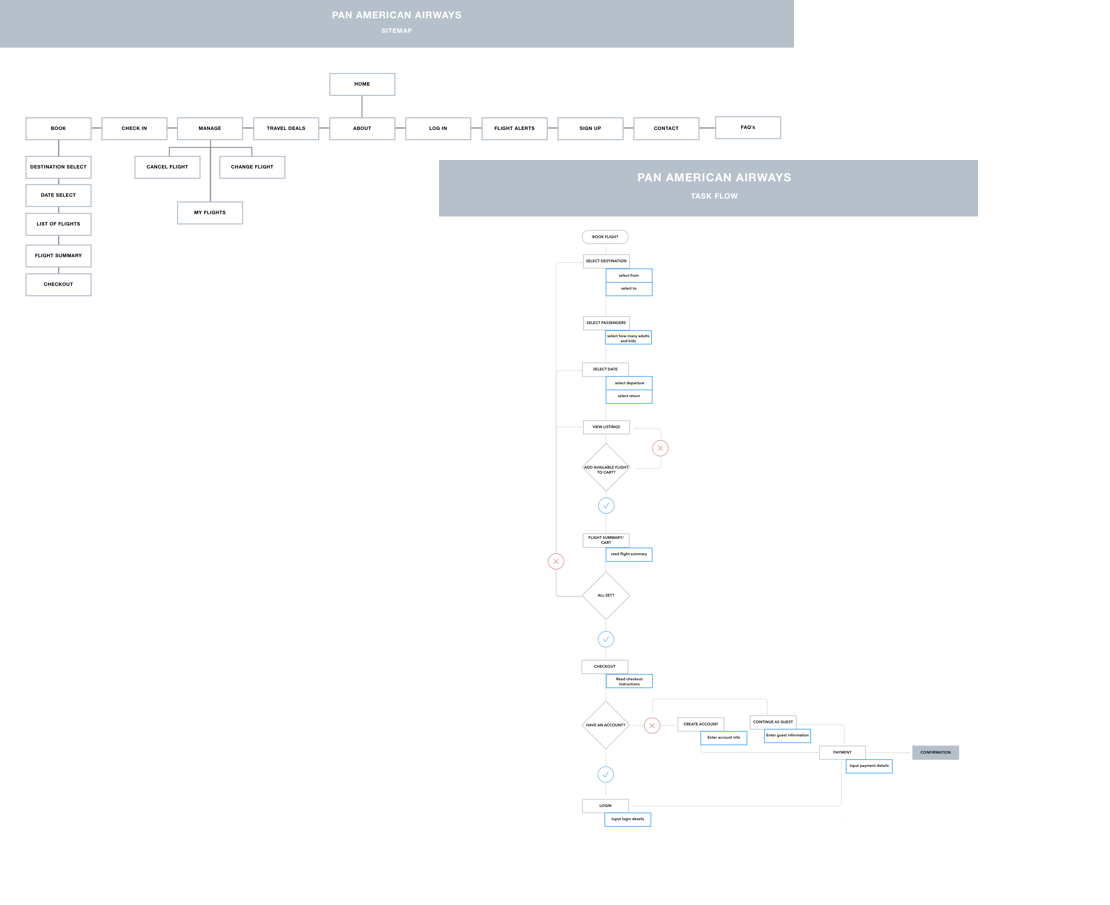 PAN AMERICAN AIRWAYS
SITEMAP
HOME
BOOK
CHECK IN
MANAGE
TRAVEL DEALS
ABOUT
LOG IN
FLIGHT ALERTS
SIGN UP
CONTACT
FAQ's
DESTINATION SELECT
DATE SELECT
LIST OF FLIGHTS
FLIGHT SUMMARY
CHECKOUT
CANCEL FLIGHT
CHANGE FLIGHT
MY FLIGHTS
PAN AMERICAN AIRWAYS
TASK FLOW
BOOK FLIGHT
SELECT DESTINATION
select from
select to
SELECT PASSENGERS
select how many adults
and kids
SELECT DATE
select departure
select return
VIEW LISTINGS
ADD AVAILABLE FLIGHT
TO CART?
FLIGHT SUMMARY/
CART
read flight summary
ALL SET?
CHECKOUT
Read checkout
instructions
HAVE AN ACCOUNT?
CREATE ACCOUNT
Enter account info
CONTINUE AS GUEST
Enter guest information
PAYMENT
input payment details
CONFIRMATION
LOGIN
input login details